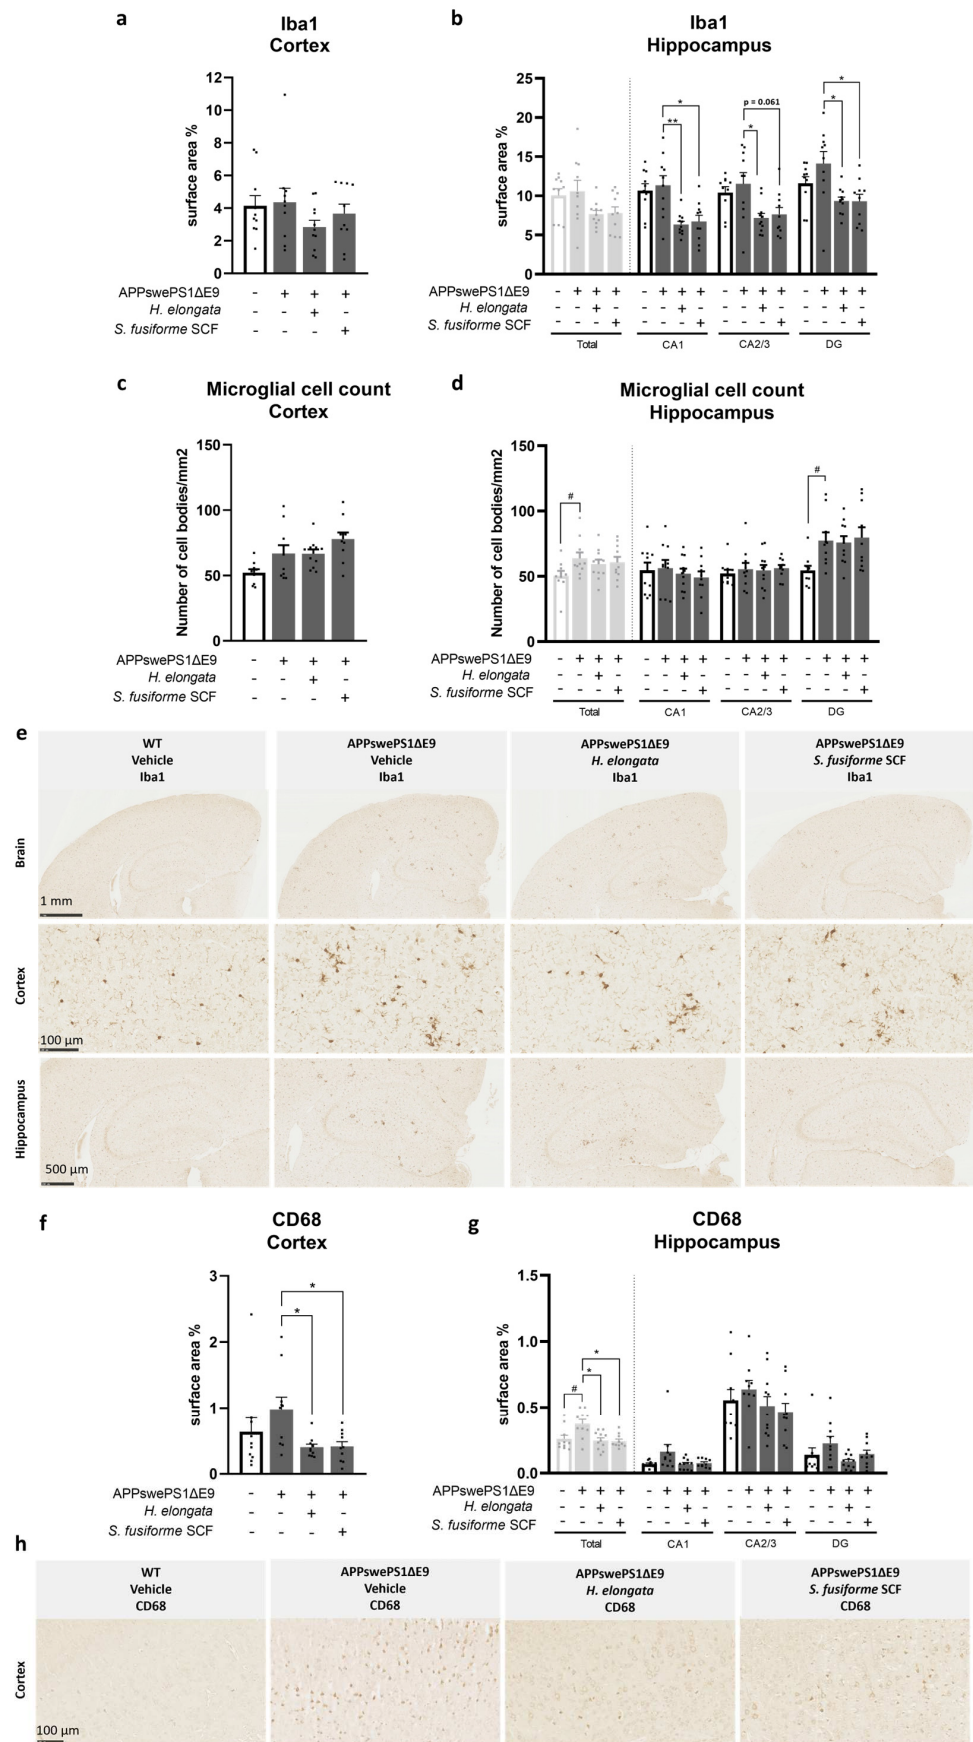 a
Iba1
Cortex
surface area %
12
10
8
6
4
2
0
APPswePS1ΔE9 - + + +
H. elongata - - + -
S. fusiforme SCF - - - +
b
Iba1
Hippocampus
surface area %
25
20
15
10
5
0
* ** p = 0.061 * * *
APPswePS1ΔE9 - + + + - + + + - + + + - + + +
H. elongata - - + - - - + - - - + - - - + -
S. fusiforme SCF - - - + - - - + - - - + - - - +
Total CA1 CA2/3 DG
c
Microglial cell count
Cortex
Number of cell bodies/mm2
150
100
50
0
APPswePS1ΔE9 - + + +
H. elongata - - + -
S. fusiforme SCF - - - +
d
Microglial cell count
Hippocampus
Number of cell bodies/mm2
150
100
50
0
# #
APPswePS1ΔE9 - + + + - + + + - + + + - + + +
H. elongata - - + - - - + - - - + - - - + -
S. fusiforme SCF - - - + - - - + - - - + - - - +
Total CA1 CA2/3 DG
e
WT
Vehicle
Iba1
APPswePS1ΔE9
Vehicle
Iba1
APPswePS1ΔE9
H. elongata
Iba1
APPswePS1ΔE9
S. fusiforme SCF
Iba1
Brain
1 mm
Cortex
100 µm
Hippocampus
500 µm
f
CD68
Cortex
surface area %
3
2
1
0
* *
APPswePS1ΔE9 - + + +
H. elongata - - + -
S. fusiforme SCF - - - +
g
CD68
Hippocampus
surface area %
1.5
1.0
0.5
0.0
# * *
APPswePS1ΔE9 - + + + - + + + - + + + - + + +
H. elongata - - + - - - + - - - + - - - + -
S. fusiforme SCF - - - + - - - + - - - + - - - +
Total CA1 CA2/3 DG
h
WT
Vehicle
CD68
APPswePS1ΔE9
Vehicle
CD68
APPswePS1ΔE9
H. elongata
CD68
APPswePS1ΔE9
S. fusiforme SCF
CD68
Cortex
100 µm